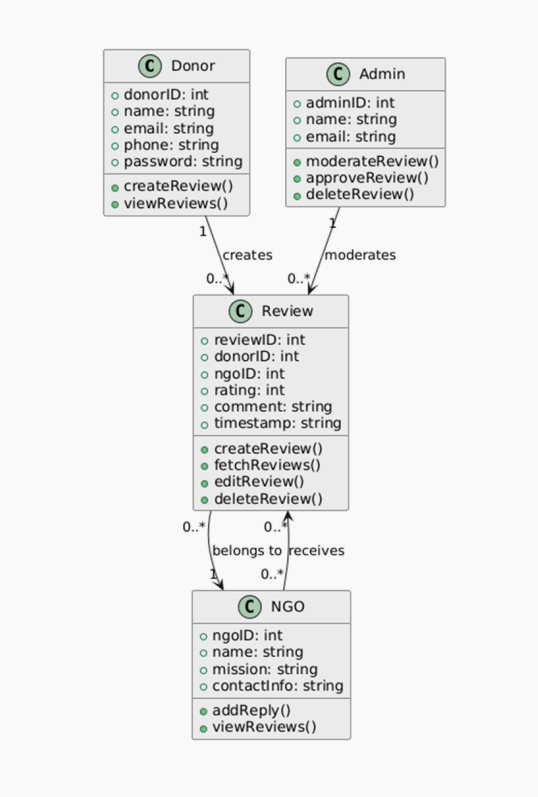 C Donor
donorID: int
name: string
email: string
phone: string
password: string
createReview()
viewReviews()
C Admin
adminID: int
name: string
email: string
moderateReview()
approveReview()
deleteReview()
1
creates
0..*
1
moderates
0..*
C Review
reviewID: int
donorID: int
ngoID: int
rating: int
comment: string
timestamp: string
createReview()
fetchReviews()
editReview()
deleteReview()
0..*
belongs to
1
0..*
receives
0..*
C NGO
ngoID: int
name: string
mission: string
contactInfo: string
addReply()
viewReviews()